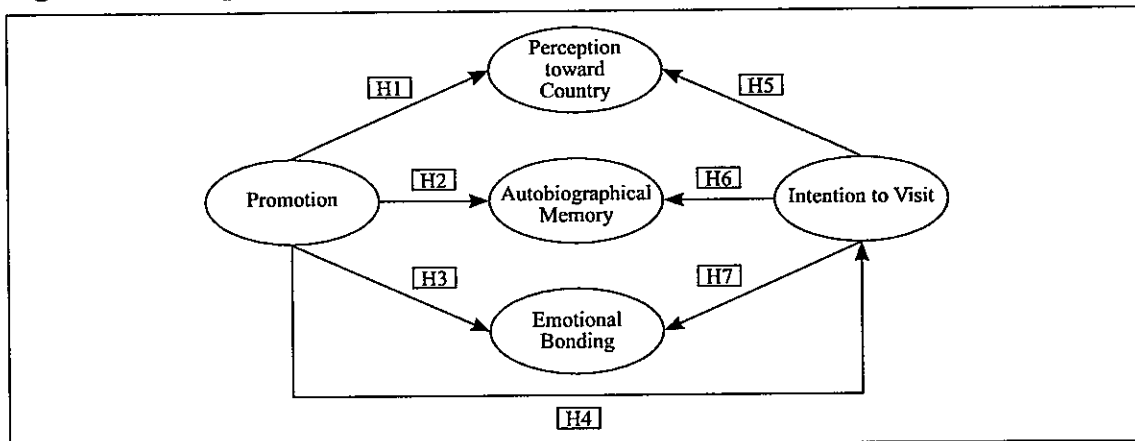 Perception
toward
Country
H1
H5
Promotion
H2
Autobiographical
Memory
H6
Intention to Visit
H3
H7
Emotional
Bonding
H4